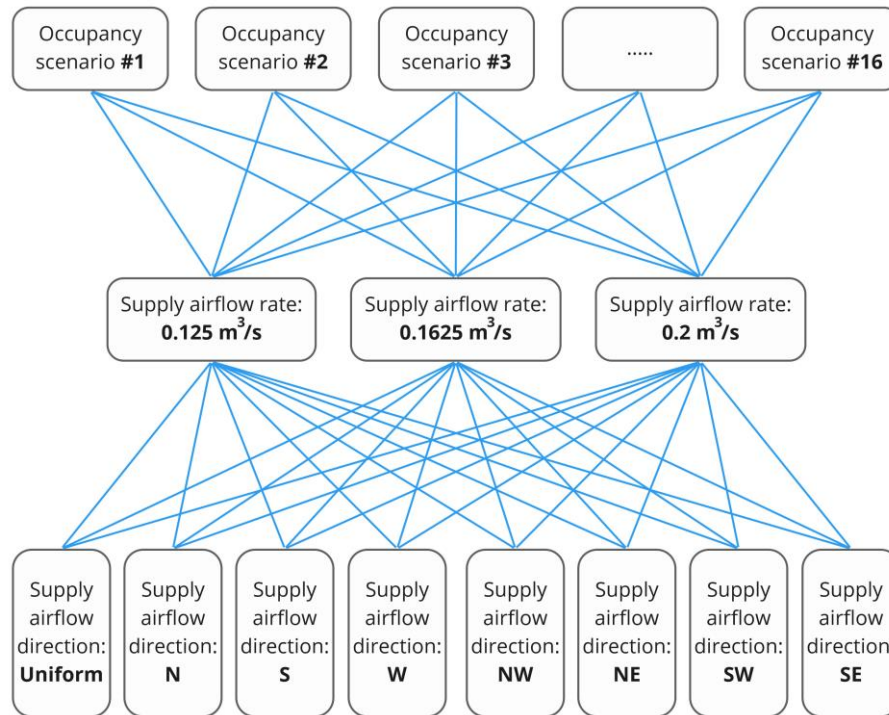 Occupancy
scenario #1
Occupancy
scenario #2
Occupancy
scenario #3
.....
Occupancy
scenario #16
Supply airflow rate:
0.125 m³/s
Supply airflow rate:
0.1625 m³/s
Supply airflow rate:
0.2 m³/s
Supply
airflow
direction:
Uniform
Supply
airflow
direction:
N
Supply
airflow
direction:
S
Supply
airflow
direction:
W
Supply
airflow
direction:
NW
Supply
airflow
direction:
NE
Supply
airflow
direction:
SW
Supply
airflow
direction
SE